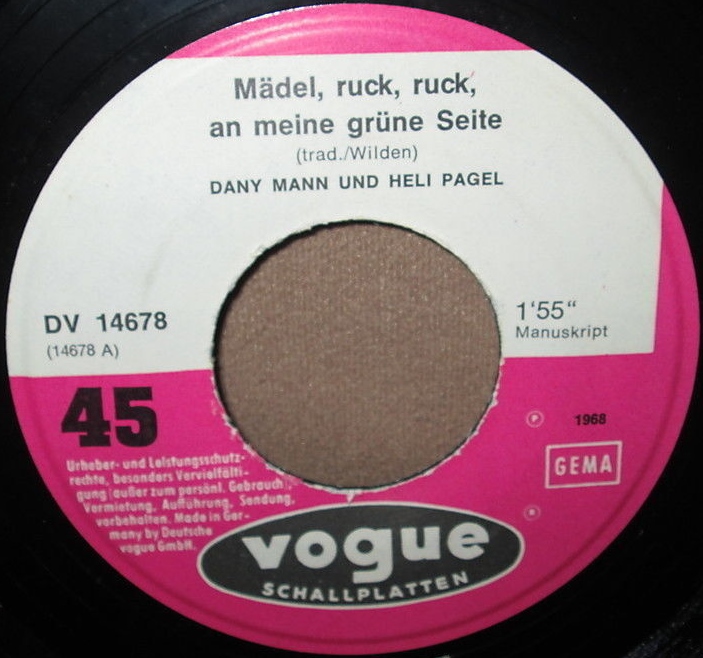 Mädel, ruck, ruck,
an meine grüne Seite
(trad./Wilden)
DANY MANN UND HELI PAGEL
DV 14678
(14678 A)
1'55“
Manuskript
45
Ⓟ 1968
GEMA
Urheber- und Leistungsschutz-
rechte, besonders Vervielfälti-
gung (außer zum persönl. Gebrauch),
Vermietung, Aufführung, Sendung,
vorbehalten. Made in Ger-
many by Deutsche
vogue GmbH.
®
vogue
SCHALLPLATTEN